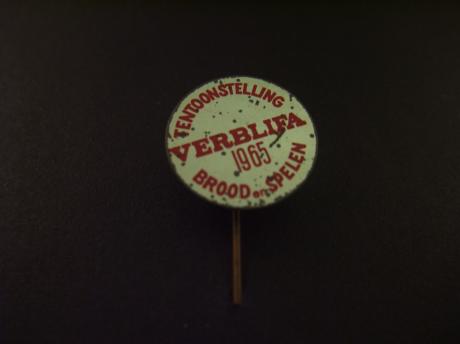 TENTOONSTELLING
VERBLIFA
1965
BROOD en SPELEN